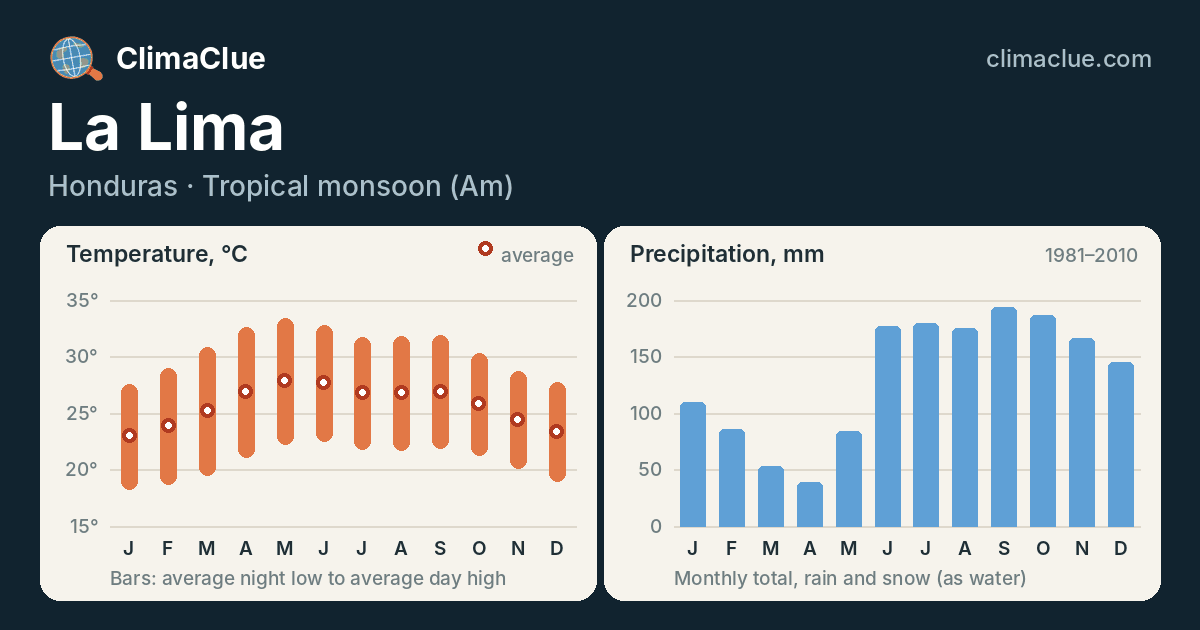 ClimaClue
climaclue.com
La Lima
Honduras · Tropical monsoon (Am)
Temperature, °C
average
35°
30°
25°
20°
15°
J F M A M J J A S O N D
Bars: average night low to average day high
Precipitation, mm
1981–2010
200
150
100
50
0
J F M A M J J A S O N D
Monthly total, rain and snow (as water)